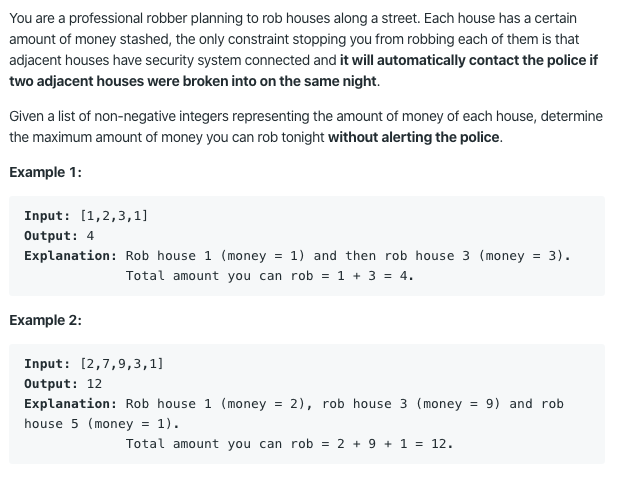 You are a professional robber planning to rob houses along a street. Each house has a certain
amount of money stashed, the only constraint stopping you from robbing each of them is that
adjacent houses have security system connected and it will automatically contact the police if
two adjacent houses were broken into on the same night.
Given a list of non-negative integers representing the amount of money of each house, determine
the maximum amount of money you can rob tonight without alerting the police.
Example 1:
Input: [1,2,3,1]
Output: 4
Explanation: Rob house 1 (money = 1) and then rob house 3 (money = 3).
Total amount you can rob = 1 + 3 = 4.
Example 2:
Input: [2,7,9,3,1]
Output: 12
Explanation: Rob house 1 (money = 2), rob house 3 (money = 9) and rob
house 5 (money = 1).
Total amount you can rob = 2 + 9 + 1 = 12.